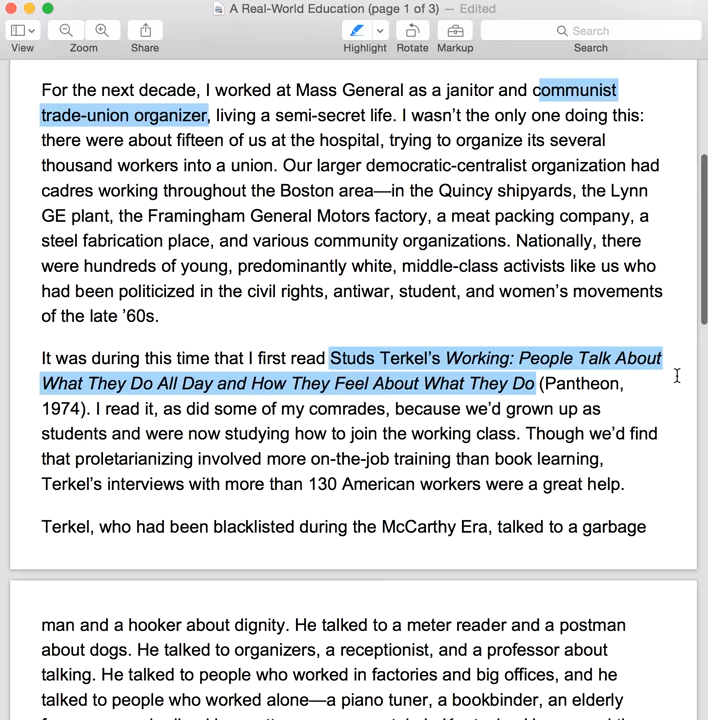 A Real-World Education (page 1 of 3) — Edited
View
Zoom
Share
Highlight
Rotate
Markup
Search
Search
For the next decade, I worked at Mass General as a janitor and communist
trade-union organizer, living a semi-secret life. I wasn’t the only one doing this:
there were about fifteen of us at the hospital, trying to organize its several
thousand workers into a union. Our larger democratic-centralist organization had
cadres working throughout the Boston area—in the Quincy shipyards, the Lynn
GE plant, the Framingham General Motors factory, a meat packing company, a
steel fabrication place, and various community organizations. Nationally, there
were hundreds of young, predominantly white, middle-class activists like us who
had been politicized in the civil rights, antiwar, student, and women’s movements
of the late ’60s.
It was during this time that I first read Studs Terkel’s Working: People Talk About
What They Do All Day and How They Feel About What They Do (Pantheon,
1974). I read it, as did some of my comrades, because we’d grown up as
students and were now studying how to join the working class. Though we’d find
that proletarianizing involved more on-the-job training than book learning,
Terkel’s interviews with more than 130 American workers were a great help.
Terkel, who had been blacklisted during the McCarthy Era, talked to a garbage
man and a hooker about dignity. He talked to a meter reader and a postman
about dogs. He talked to organizers, a receptionist, and a professor about
talking. He talked to people who worked in factories and big offices, and he
talked to people who worked alone—a piano tuner, a bookbinder, an elderly